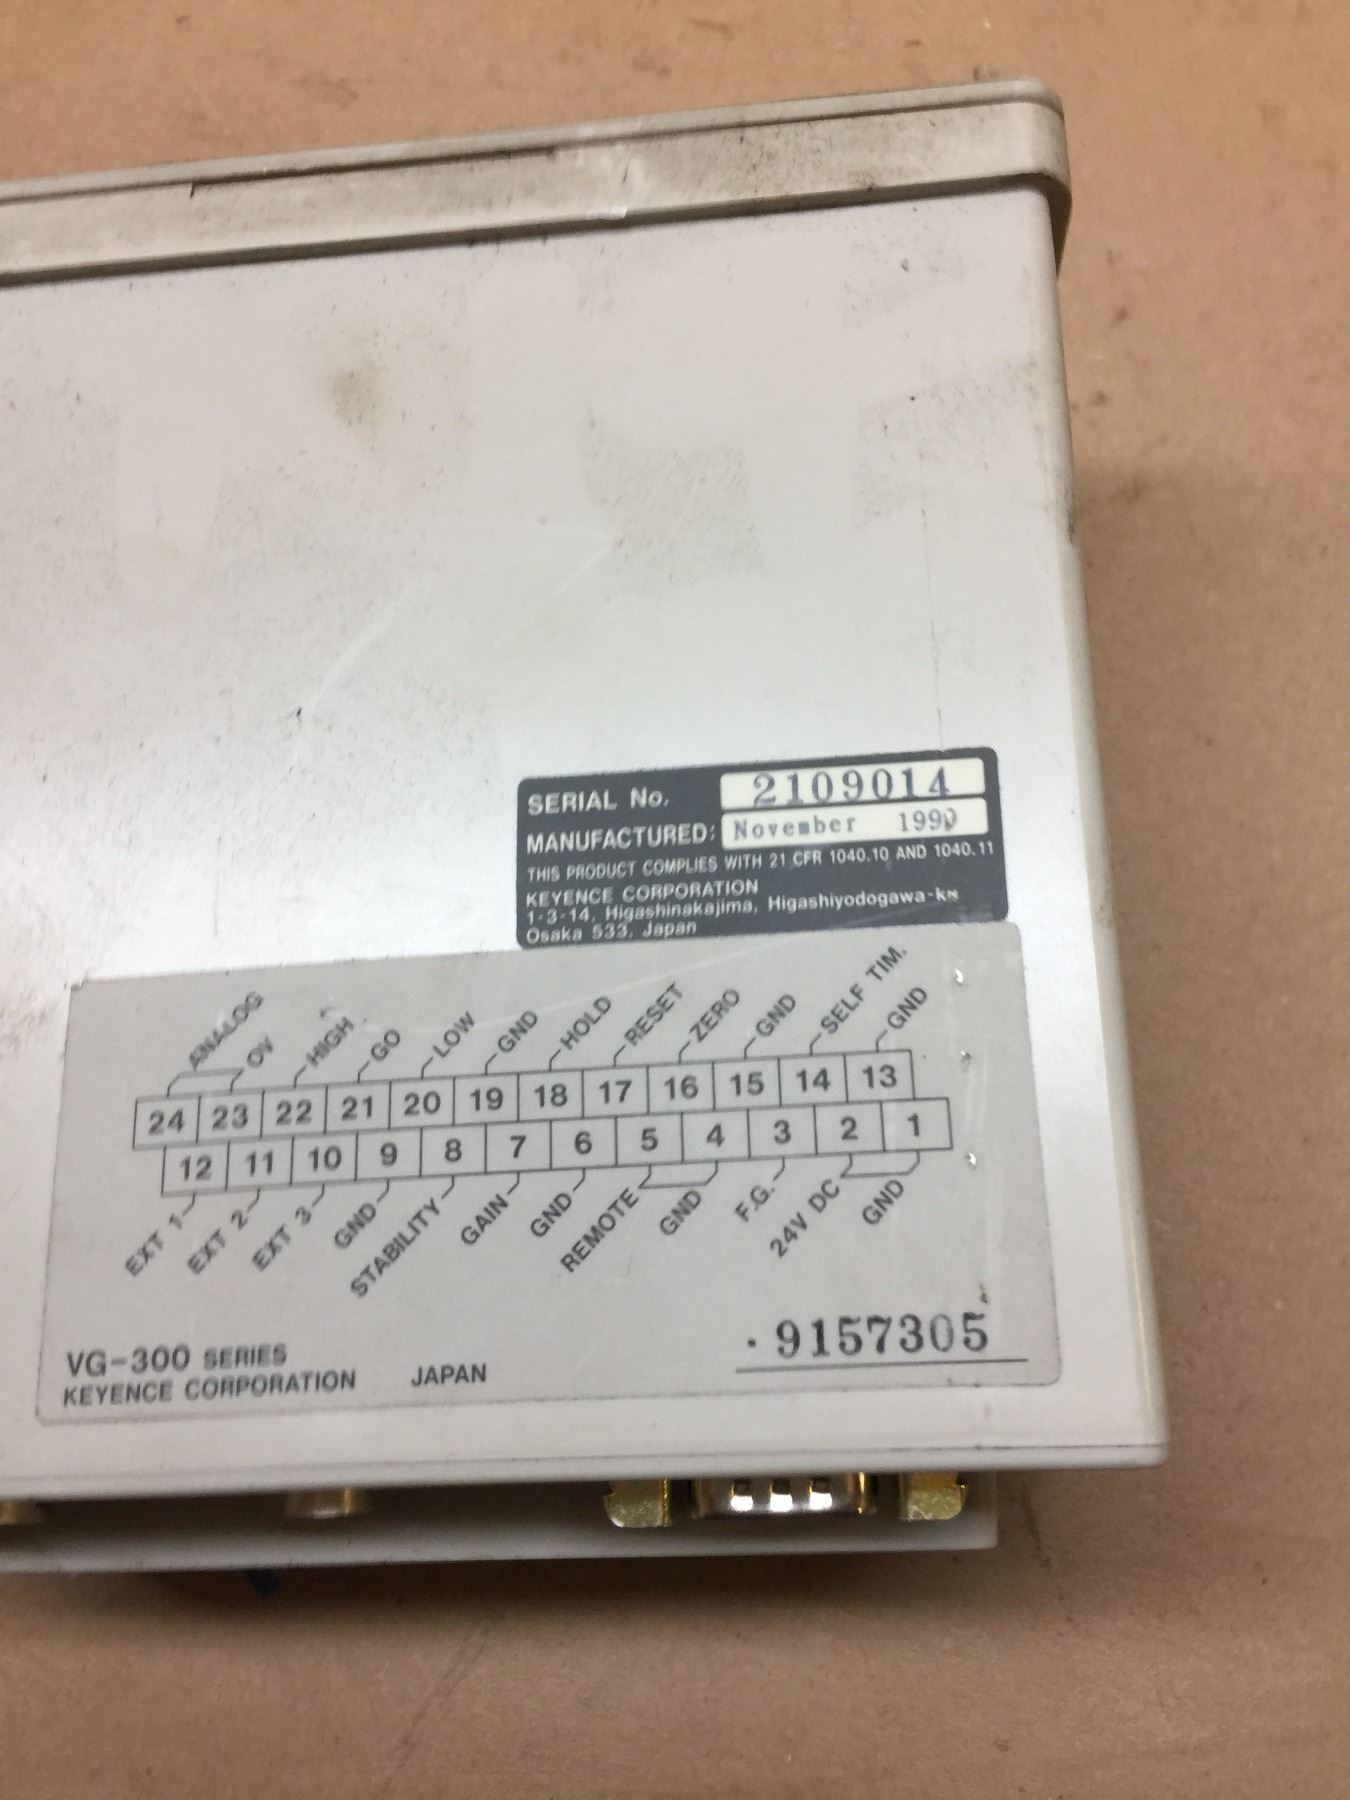 SERIAL No. 2109014
MANUFACTURED: November 1999
THIS PRODUCT COMPLIES WITH 21 CFR 1040.10 AND 1040.11
KEYENCE CORPORATION
1-3-14, Higashinakajima, Higashiyodogawa-ku
Osaka 533, Japan
ANALOG 0V HIGH GO LOW GND HOLD RESET ZERO GND SELF TIM. GND
24 23 22 21 20 19 18 17 16 15 14 13
12 11 10 9 8 7 6 5 4 3 2 1
EXT 1 EXT 2 EXT 3 GND STABILITY GAIN GND REMOTE GND F.G. 24V DC GND
9157305
VG-300 SERIES
KEYENCE CORPORATION JAPAN